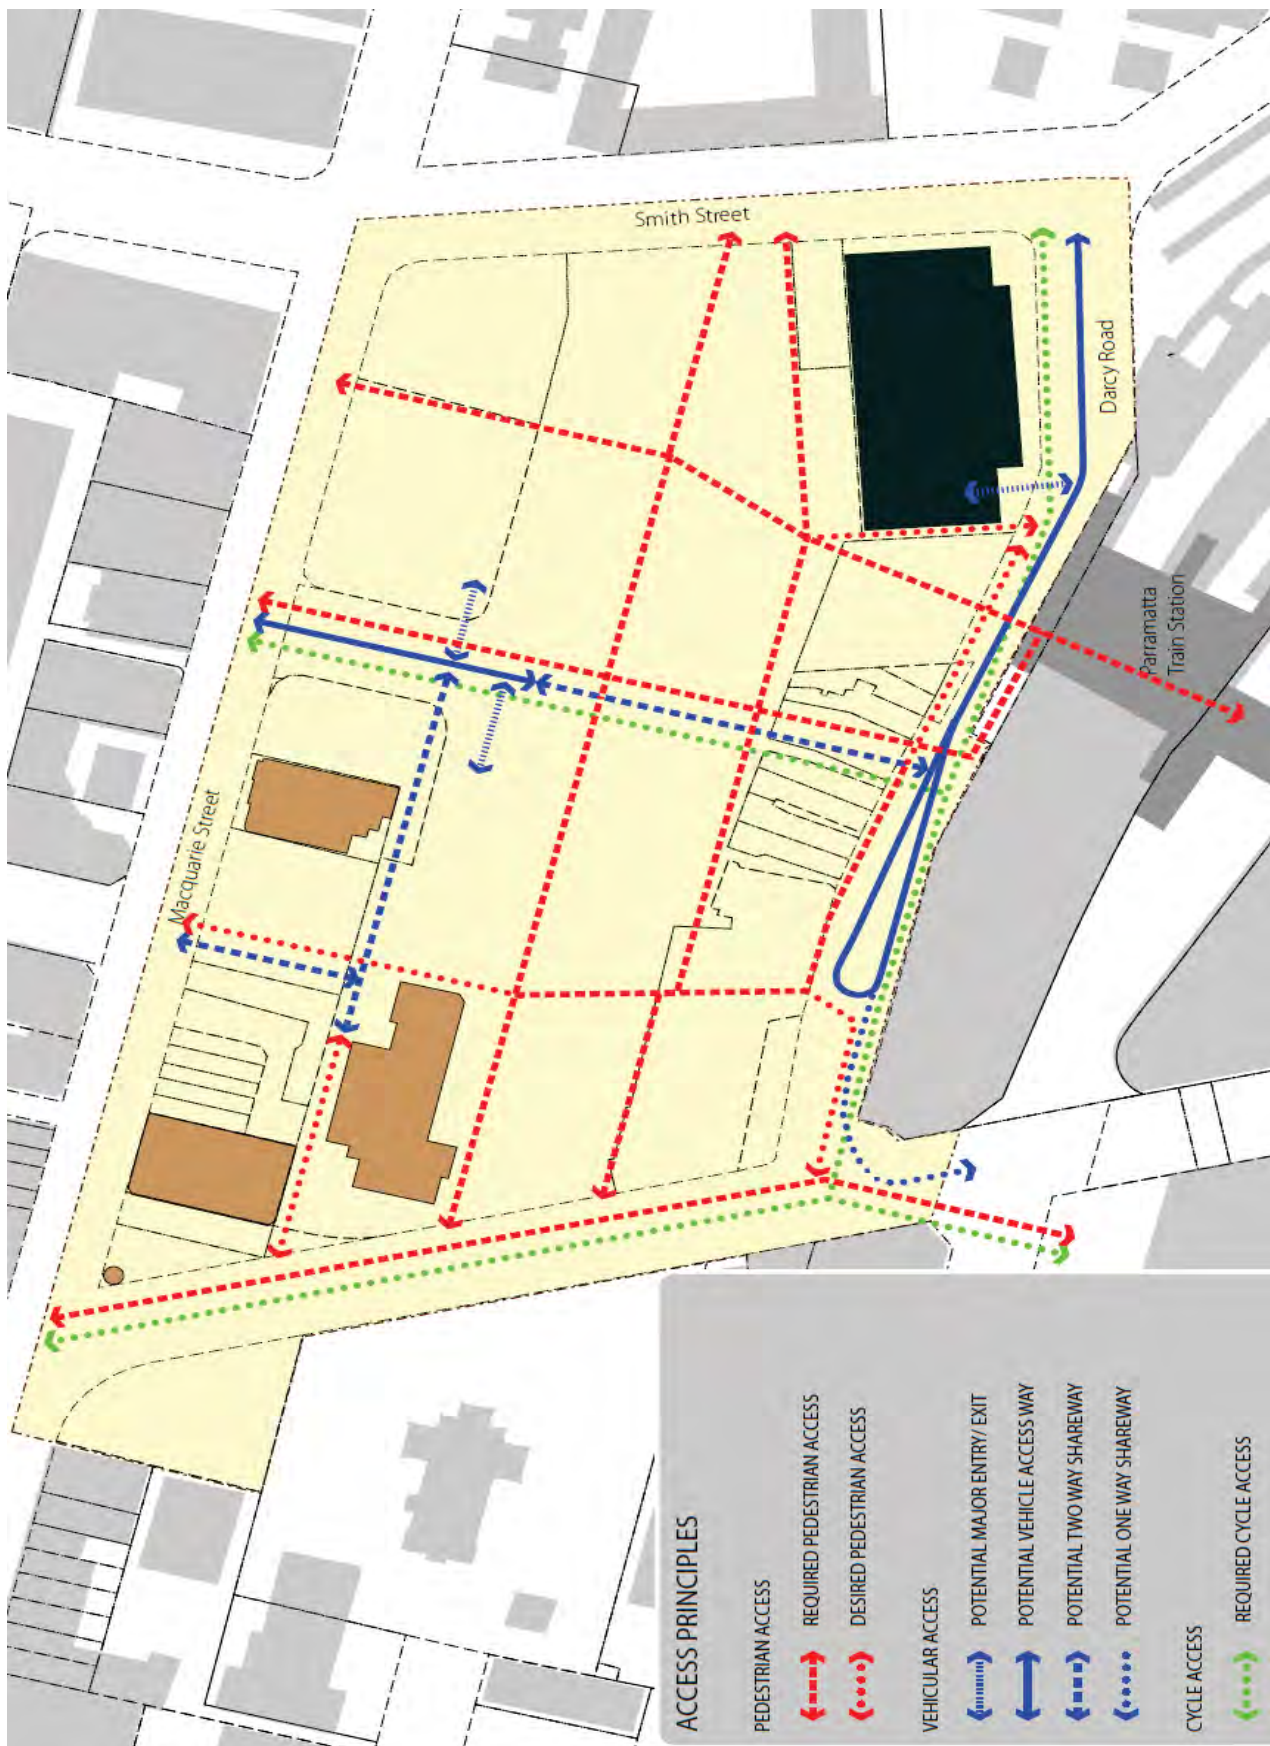 Smith Street
Darcy Road
Parramatta
Train Station
Macquarie Street
ACCESS PRINCIPLES
PEDESTRIAN ACCESS
REQUIRED PEDESTRIAN ACCESS
DESIRED PEDESTRIAN ACCESS
VEHICULAR ACCESS
POTENTIAL MAJOR ENTRY/ EXIT
POTENTIAL VEHICLE ACCESS WAY
POTENTIAL TWO WAY SHAREWAY
POTENTIAL ONE WAY SHAREWAY
CYCLE ACCESS
REQUIRED CYCLE ACCESS